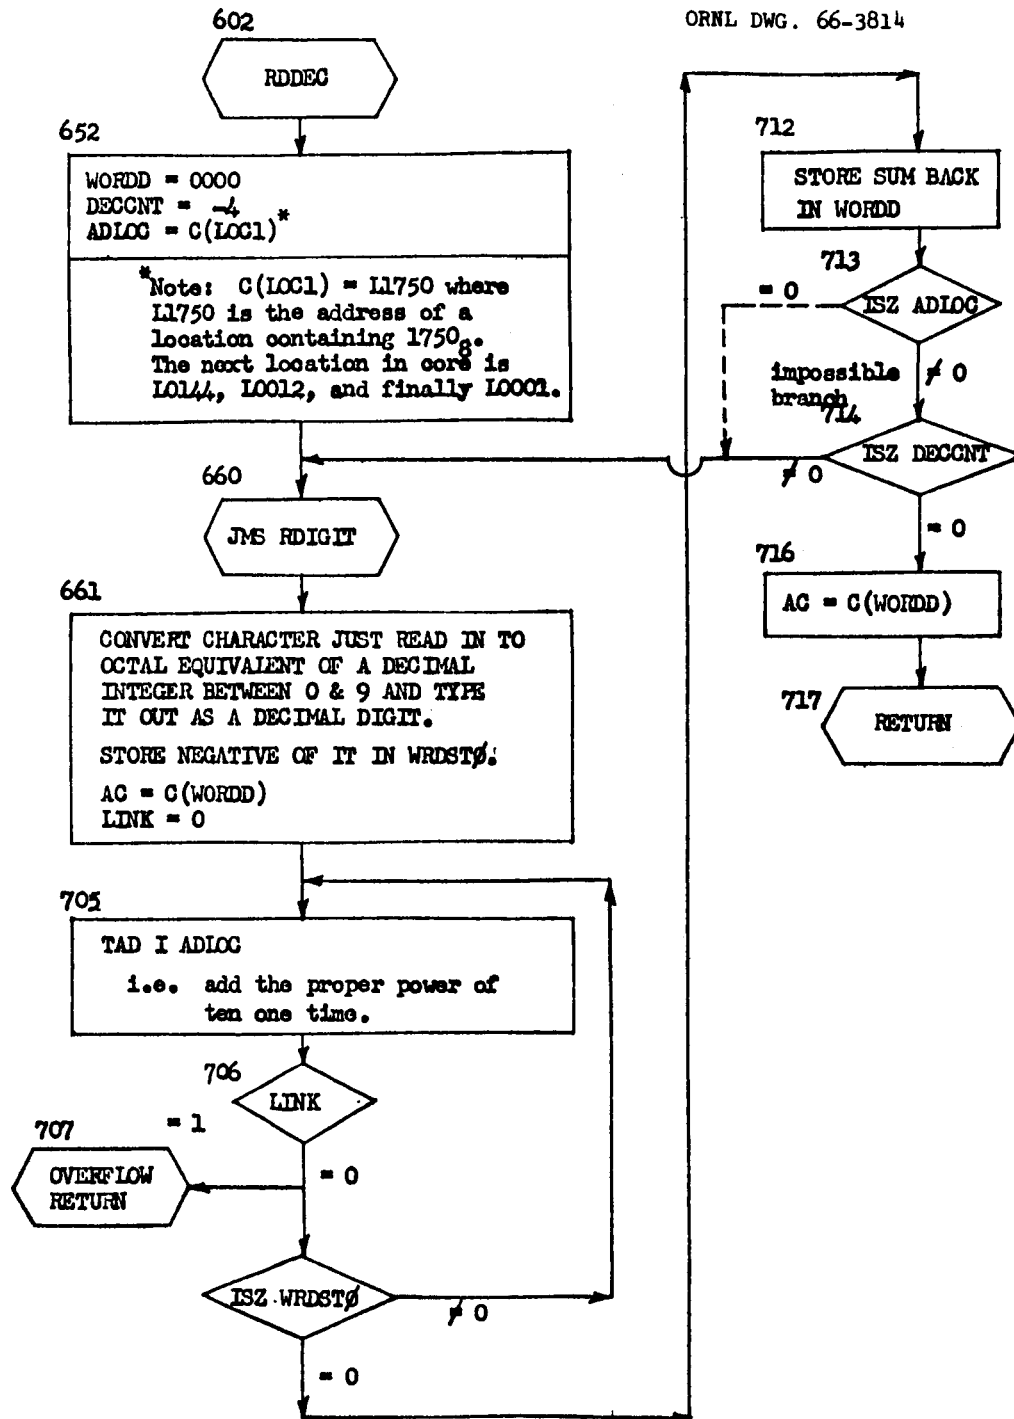 ORNL DWG. 66-3814
602
RDDEC
652
WORDD = 0000
DECCNT = -4
ADLOC = C(LOC1)*
*Note: C(LOC1) = L1750 where
L1750 is the address of a
location containing 1750₈.
The next location in core is
L0144, L0012, and finally L0001.
660
JMS RDIGIT
661
CONVERT CHARACTER JUST READ IN TO
OCTAL EQUIVALENT OF A DECIMAL
INTEGER BETWEEN 0 & 9 AND TYPE
IT OUT AS A DECIMAL DIGIT.
STORE NEGATIVE OF IT IN WRDSTØ.
AC = C(WORDD)
LINK = 0
705
TAD I ADLOC
i.e. add the proper power of
ten one time.
706
LINK
= 1
707
OVERFLOW
RETURN
= 0
ISZ WRDSTØ
≠ 0
= 0
712
STORE SUM BACK
IN WORDD
713
= 0
ISZ ADLOC
impossible
branch
≠ 0
714
ISZ DECCNT
≠ 0
= 0
716
AC = C(WORDD)
717
RETURN